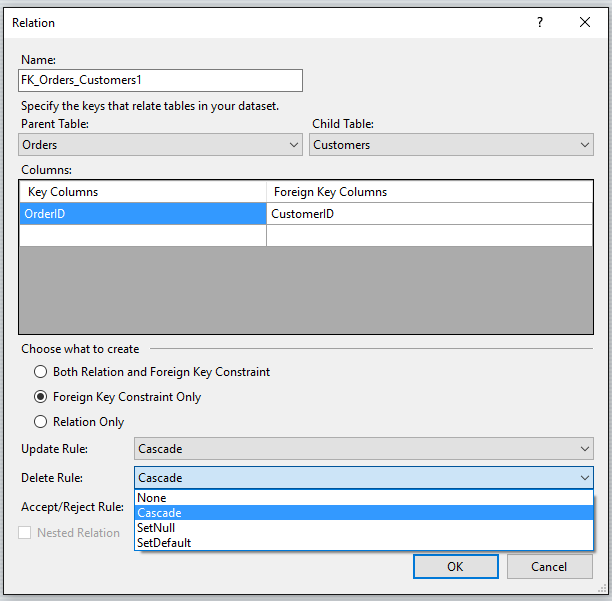 Relation
?
Name:
FK_Orders_Customers1
Specify the keys that relate tables in your dataset.
Parent Table: Child Table:
Orders Customers
Columns:
Key Columns Foreign Key Columns
OrderID CustomerID
Choose what to create
Both Relation and Foreign Key Constraint
Foreign Key Constraint Only
Relation Only
Update Rule: Cascade
Delete Rule: Cascade
None
Accept/Reject Rule: Cascade
SetNull
Nested Relation SetDefault
OK Cancel